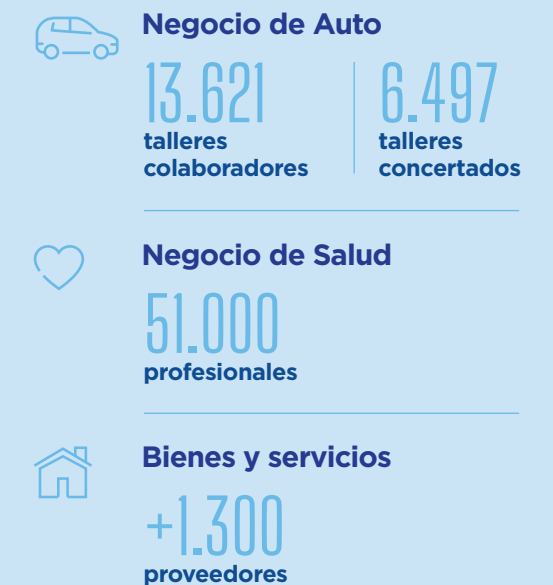 Negocio de Auto
13.621
talleres
colaboradores
6.497
talleres
concertados
Negocio de Salud
51.000
profesionales
Bienes y servicios
+1.300
proveedores